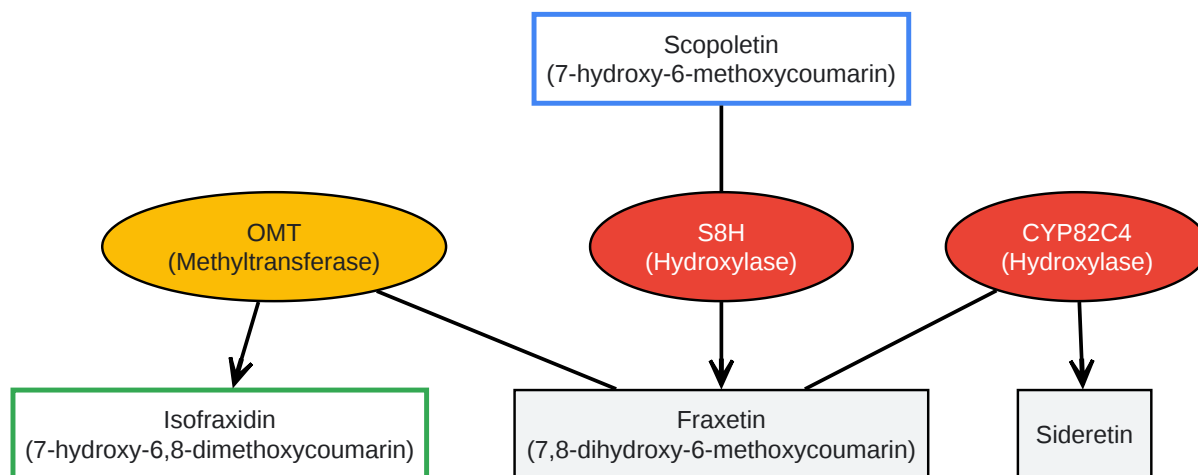 Scopoletin
(7-hydroxy-6-methoxycoumarin)
OMT
(Methyltransferase)
S8H
(Hydroxylase)
CYP82C4
(Hydroxylase)
Isofraxidin
(7-hydroxy-6,8-dimethoxycoumarin)
Fraxetin
(7,8-dihydroxy-6-methoxycoumarin)
Sideretin